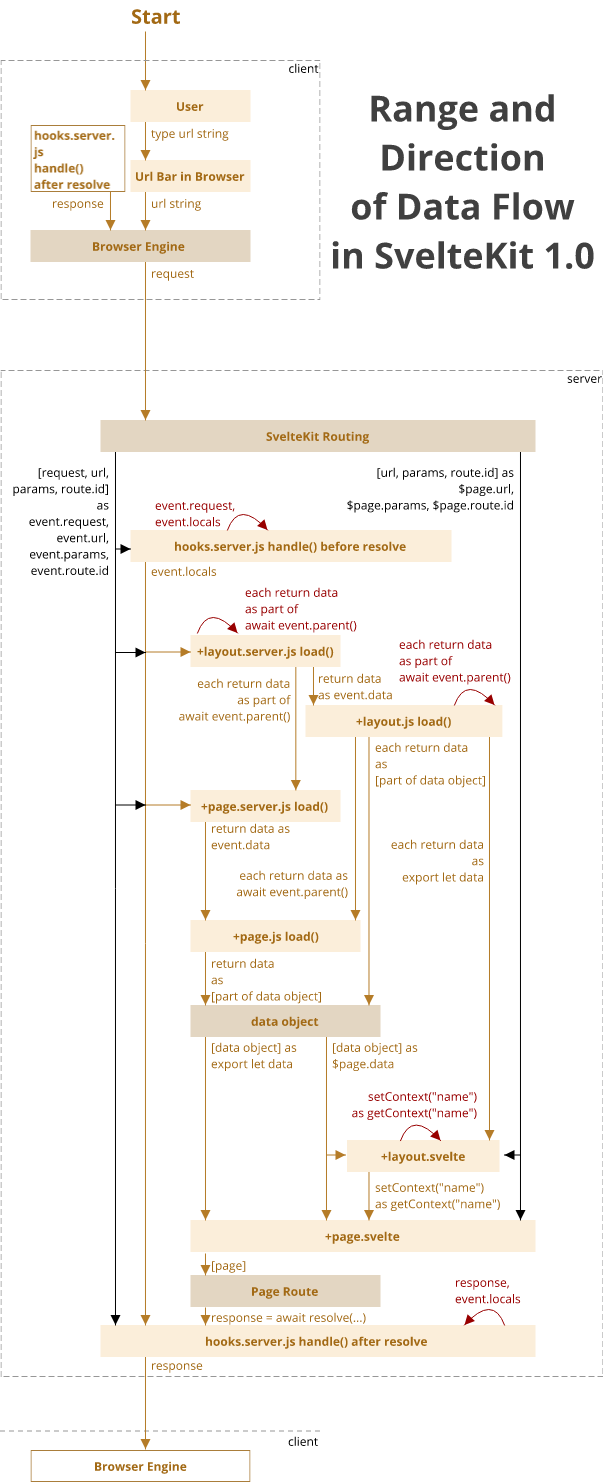 Start
client
Range and
Direction
of Data Flow
in SvelteKit 1.0
User
type url string
hooks.server.
js
handle()
after resolve
Url Bar in Browser
response
url string
Browser Engine
request
server
SvelteKit Routing
[request, url,
params, route.id]
as
event.request,
event.url,
event.params,
event.route.id
[url, params, route.id] as
$page.url,
$page.params, $page.route.id
event.request,
event.locals
hooks.server.js handle() before resolve
event.locals
each return data
as part of
await event.parent()
+layout.server.js load()
each return data
as part of
await event.parent()
each return data
as part of
await event.parent()
return data
as event.data
+layout.js load()
each return data
as
[part of data object]
+page.server.js load()
return data as
event.data
each return data
as
export let data
each return data as
await event.parent()
+page.js load()
return data
as
[part of data object]
data object
[data object] as
export let data
[data object] as
$page.data
setContext("name")
as getContext("name")
+layout.svelte
setContext("name")
as getContext("name")
+page.svelte
[page]
Page Route
response,
event.locals
response = await resolve(...)
hooks.server.js handle() after resolve
response
client
Browser Engine